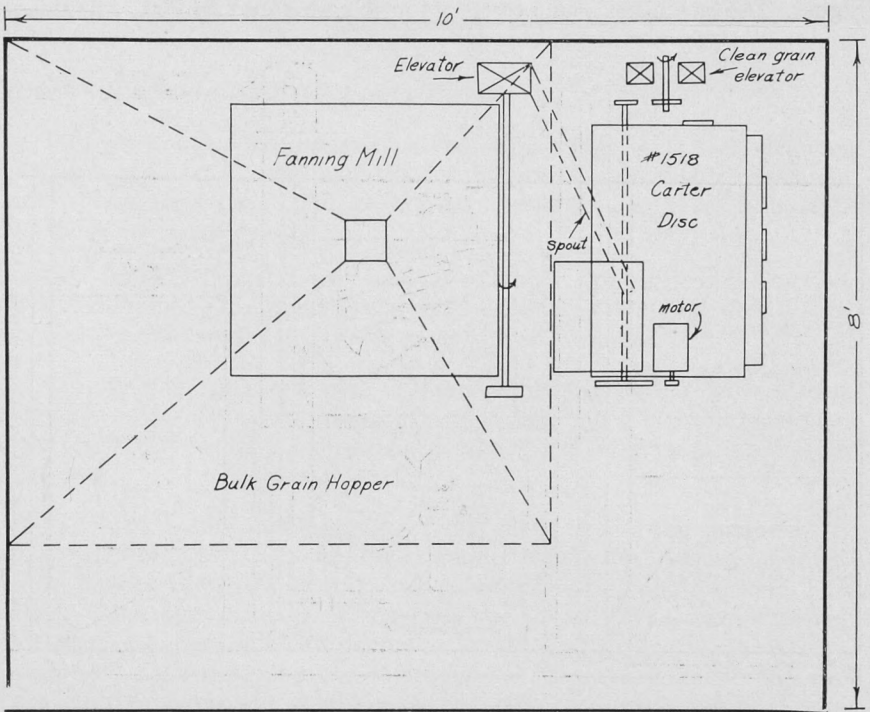 10'
Elevator
Clean grain
elevator
Fanning Mill
#1518
Carter
Disc
spout
motor
8'
Bulk Grain Hopper